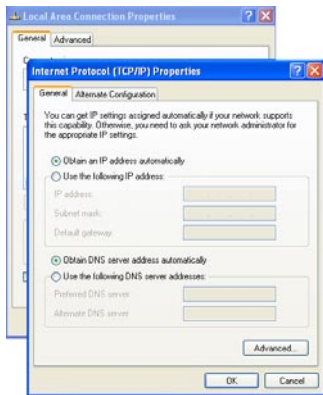 Local Area Connection Properties
General Advanced
Internet Protocol (TCP/IP) Properties
General Alternate Configuration
You can get IP settings assigned automatically if your network supports
this capability. Otherwise, you need to ask your network administrator for
the appropriate IP settings.
Obtain an IP address automatically
Use the following IP address:
IP address:
Subnet mask:
Default gateway:
Obtain DNS server address automatically
Use the following DNS server addresses:
Preferred DNS server:
Alternate DNS server:
Advanced...
OK Cancel